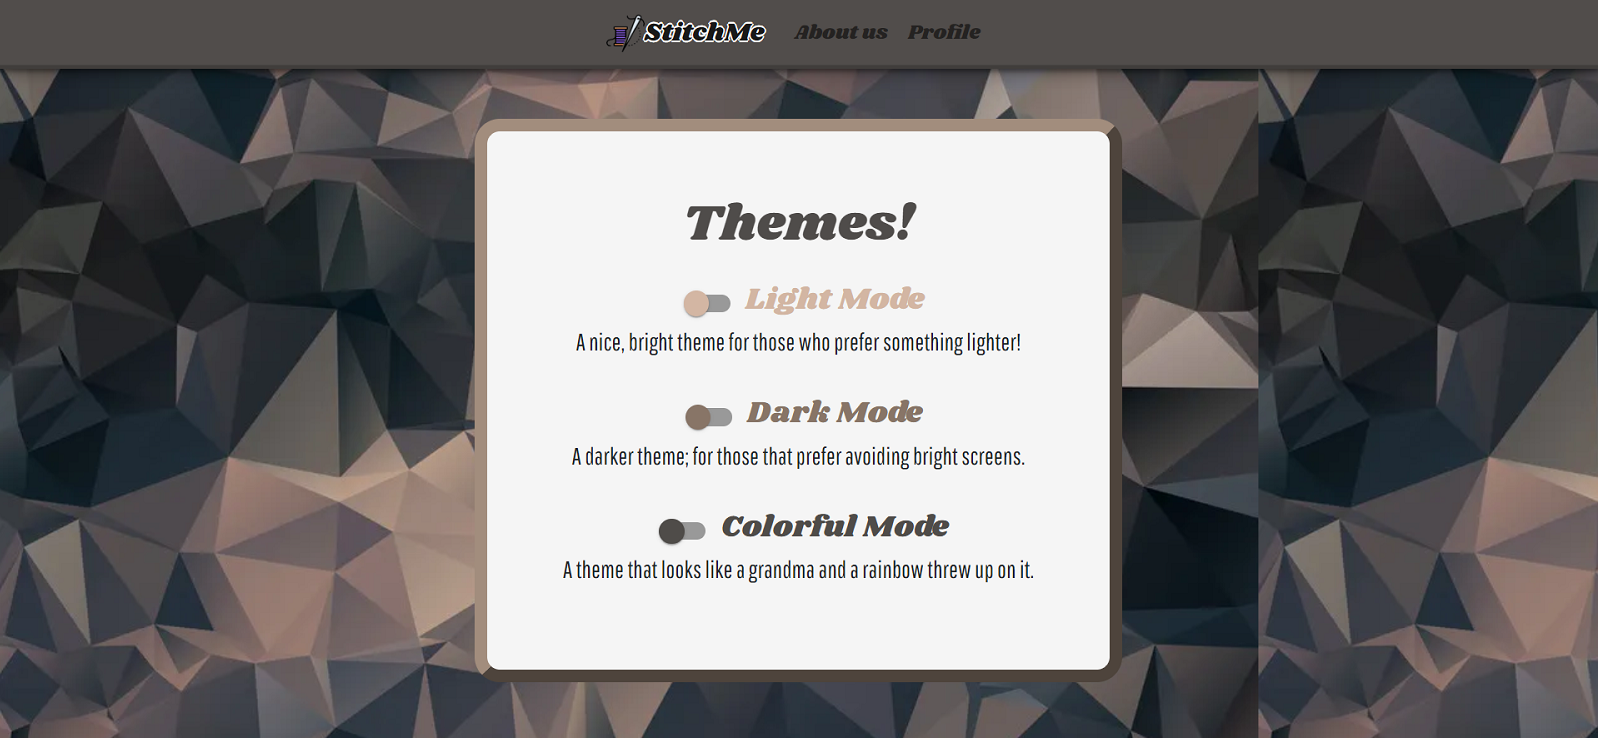 StitchMe About us Profile
Themes!
Light Mode
A nice, bright theme for those who prefer something lighter!
Dark Mode
A darker theme; for those that prefer avoiding bright screens.
Colorful Mode
A theme that looks like a grandma and a rainbow threw up on it.